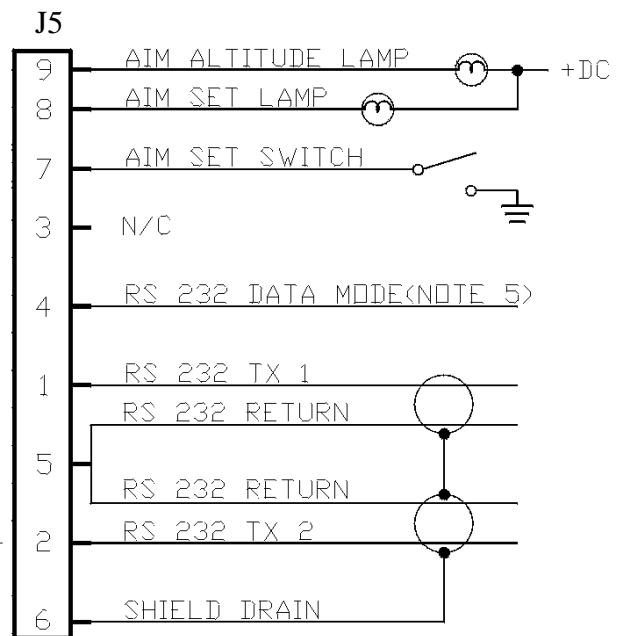 J5
9 AIM ALTITUDE LAMP +DC
8 AIM SET LAMP
7 AIM SET SWITCH
3 N/C
4 RS 232 DATA MODE(NOTE 5)
1 RS 232 TX 1
RS 232 RETURN
5
RS 232 RETURN
2 RS 232 TX 2
6 SHIELD DRAIN